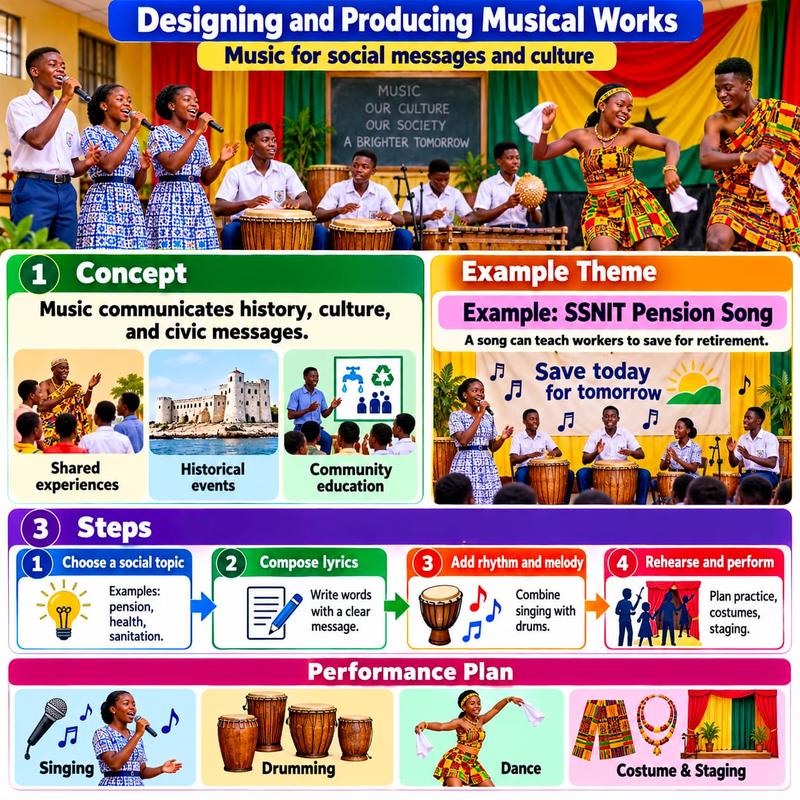 Designing and Producing Musical Works
Music for social messages and culture
MUSIC
OUR CULTURE
OUR SOCIETY
A BRIGHTER TOMORROW
1 Concept
Music communicates history, culture,
and civic messages.
Shared
experiences
Historical
events
Community
education
Example Theme
Example: SSNIT Pension Song
A song can teach workers to save for retirement.
Save today
for tomorrow
3 Steps
1 Choose a social topic
Examples:
pension,
health,
sanitation.
2 Compose lyrics
Write words
with a clear
message.
3 Add rhythm and melody
Combine
singing with
drums.
4 Rehearse and perform
Plan practice,
costumes,
staging.
Performance Plan
Singing
Drumming
Dance
Costume & Staging